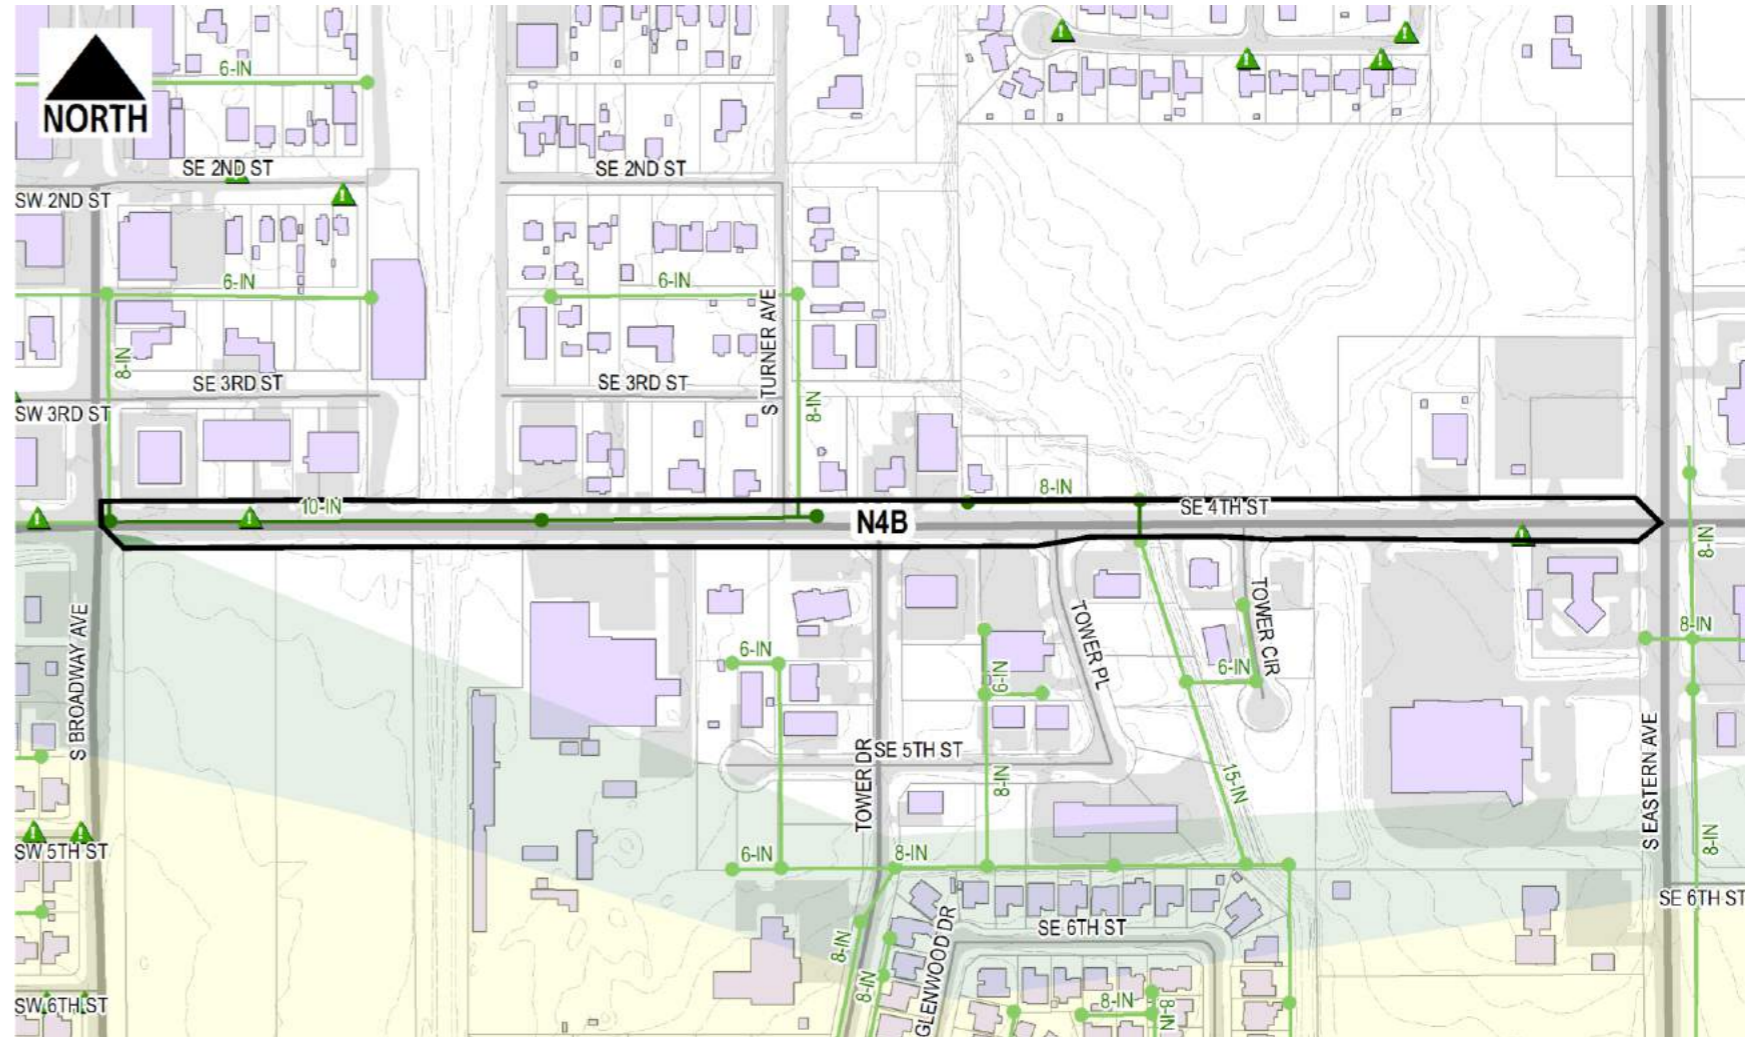 NORTH
6-IN
SE 2ND ST
SE 2ND ST
SW 2ND ST
6-IN
6-IN
S TURNER AVE
8-IN
SE 3RD ST
SE 3RD ST
SW 3RD ST
8-IN
10-IN
8-IN
SE 4TH ST
N4B
8-IN
S BROADWAY AVE
TOWER PL
TOWER CIR
8-IN
6-IN
6-IN
6-IN
S EASTERN AVE
TOWER DR
SE 5TH ST
8-IN
15-IN
8-IN
SW 5TH ST
6-IN
8-IN
SE 6TH ST
SE 6TH ST
GLENWOOD DR
8-IN
8-IN
8-IN
8-IN
SW 6TH ST